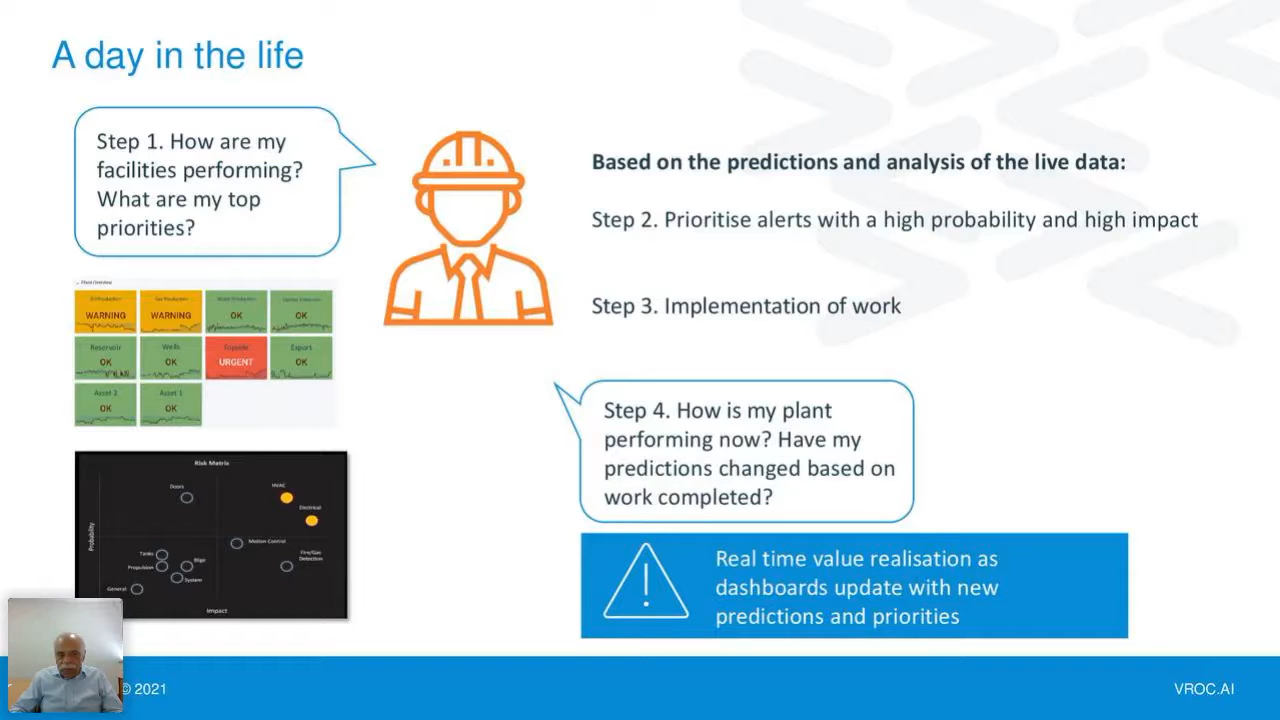 A day in the life
Step 1. How are my
facilities performing?
What are my top
priorities?
Based on the predictions and analysis of the live data:
Step 2. Prioritise alerts with a high probability and high impact
Step 3. Implementation of work
Plant Overview
WARNING
WARNING
OK
OK
Reservoir
OK
Wells
OK
Topside
URGENT
Export
OK
Asset 2
OK
Asset 1
OK
Step 4. How is my plant
performing now? Have my
predictions changed based on
work completed?
Risk Matrix
Probability
Doors
HVAC
Electrical
Motion Control
Fire/Gas
Detection
Tanks
Propulsion
Bilge
System
General
Impact
Real time value realisation as
dashboards update with new
predictions and priorities
© 2021
VROC.AI